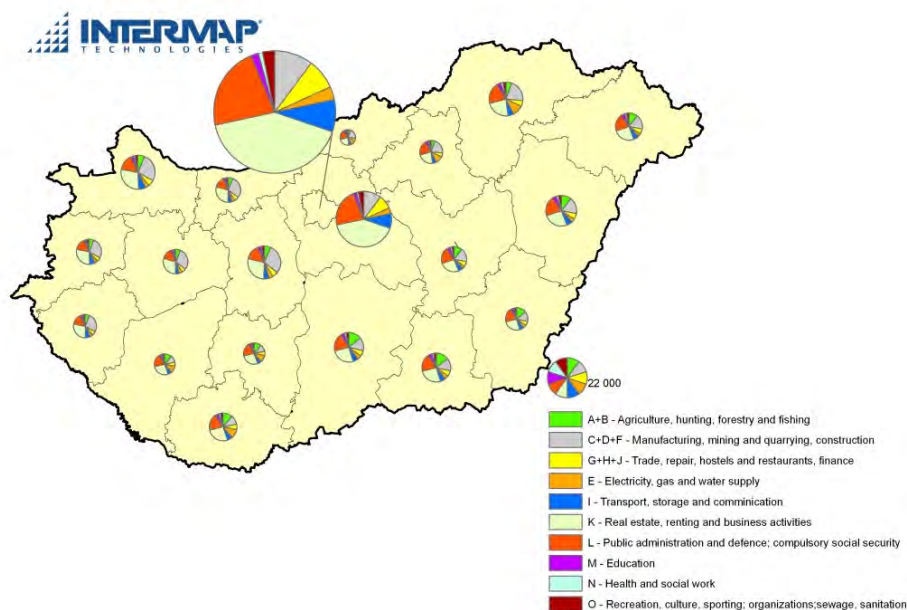 INTERMAP
TECHNOLOGIES
22 000
A+B - Agriculture, hunting, forestry and fishing
C+D+F - Manufacturing, mining and quarrying, construction
G+H+J - Trade, repair, hostels and restaurants, finance
E - Electricity, gas and water supply
I - Transport, storage and comminication
K - Real estate, renting and business activities
L - Public administration and defence; compulsory social security
M - Education
N - Health and social work
O - Recreation, culture, sporting; organizations;sewage, sanitation